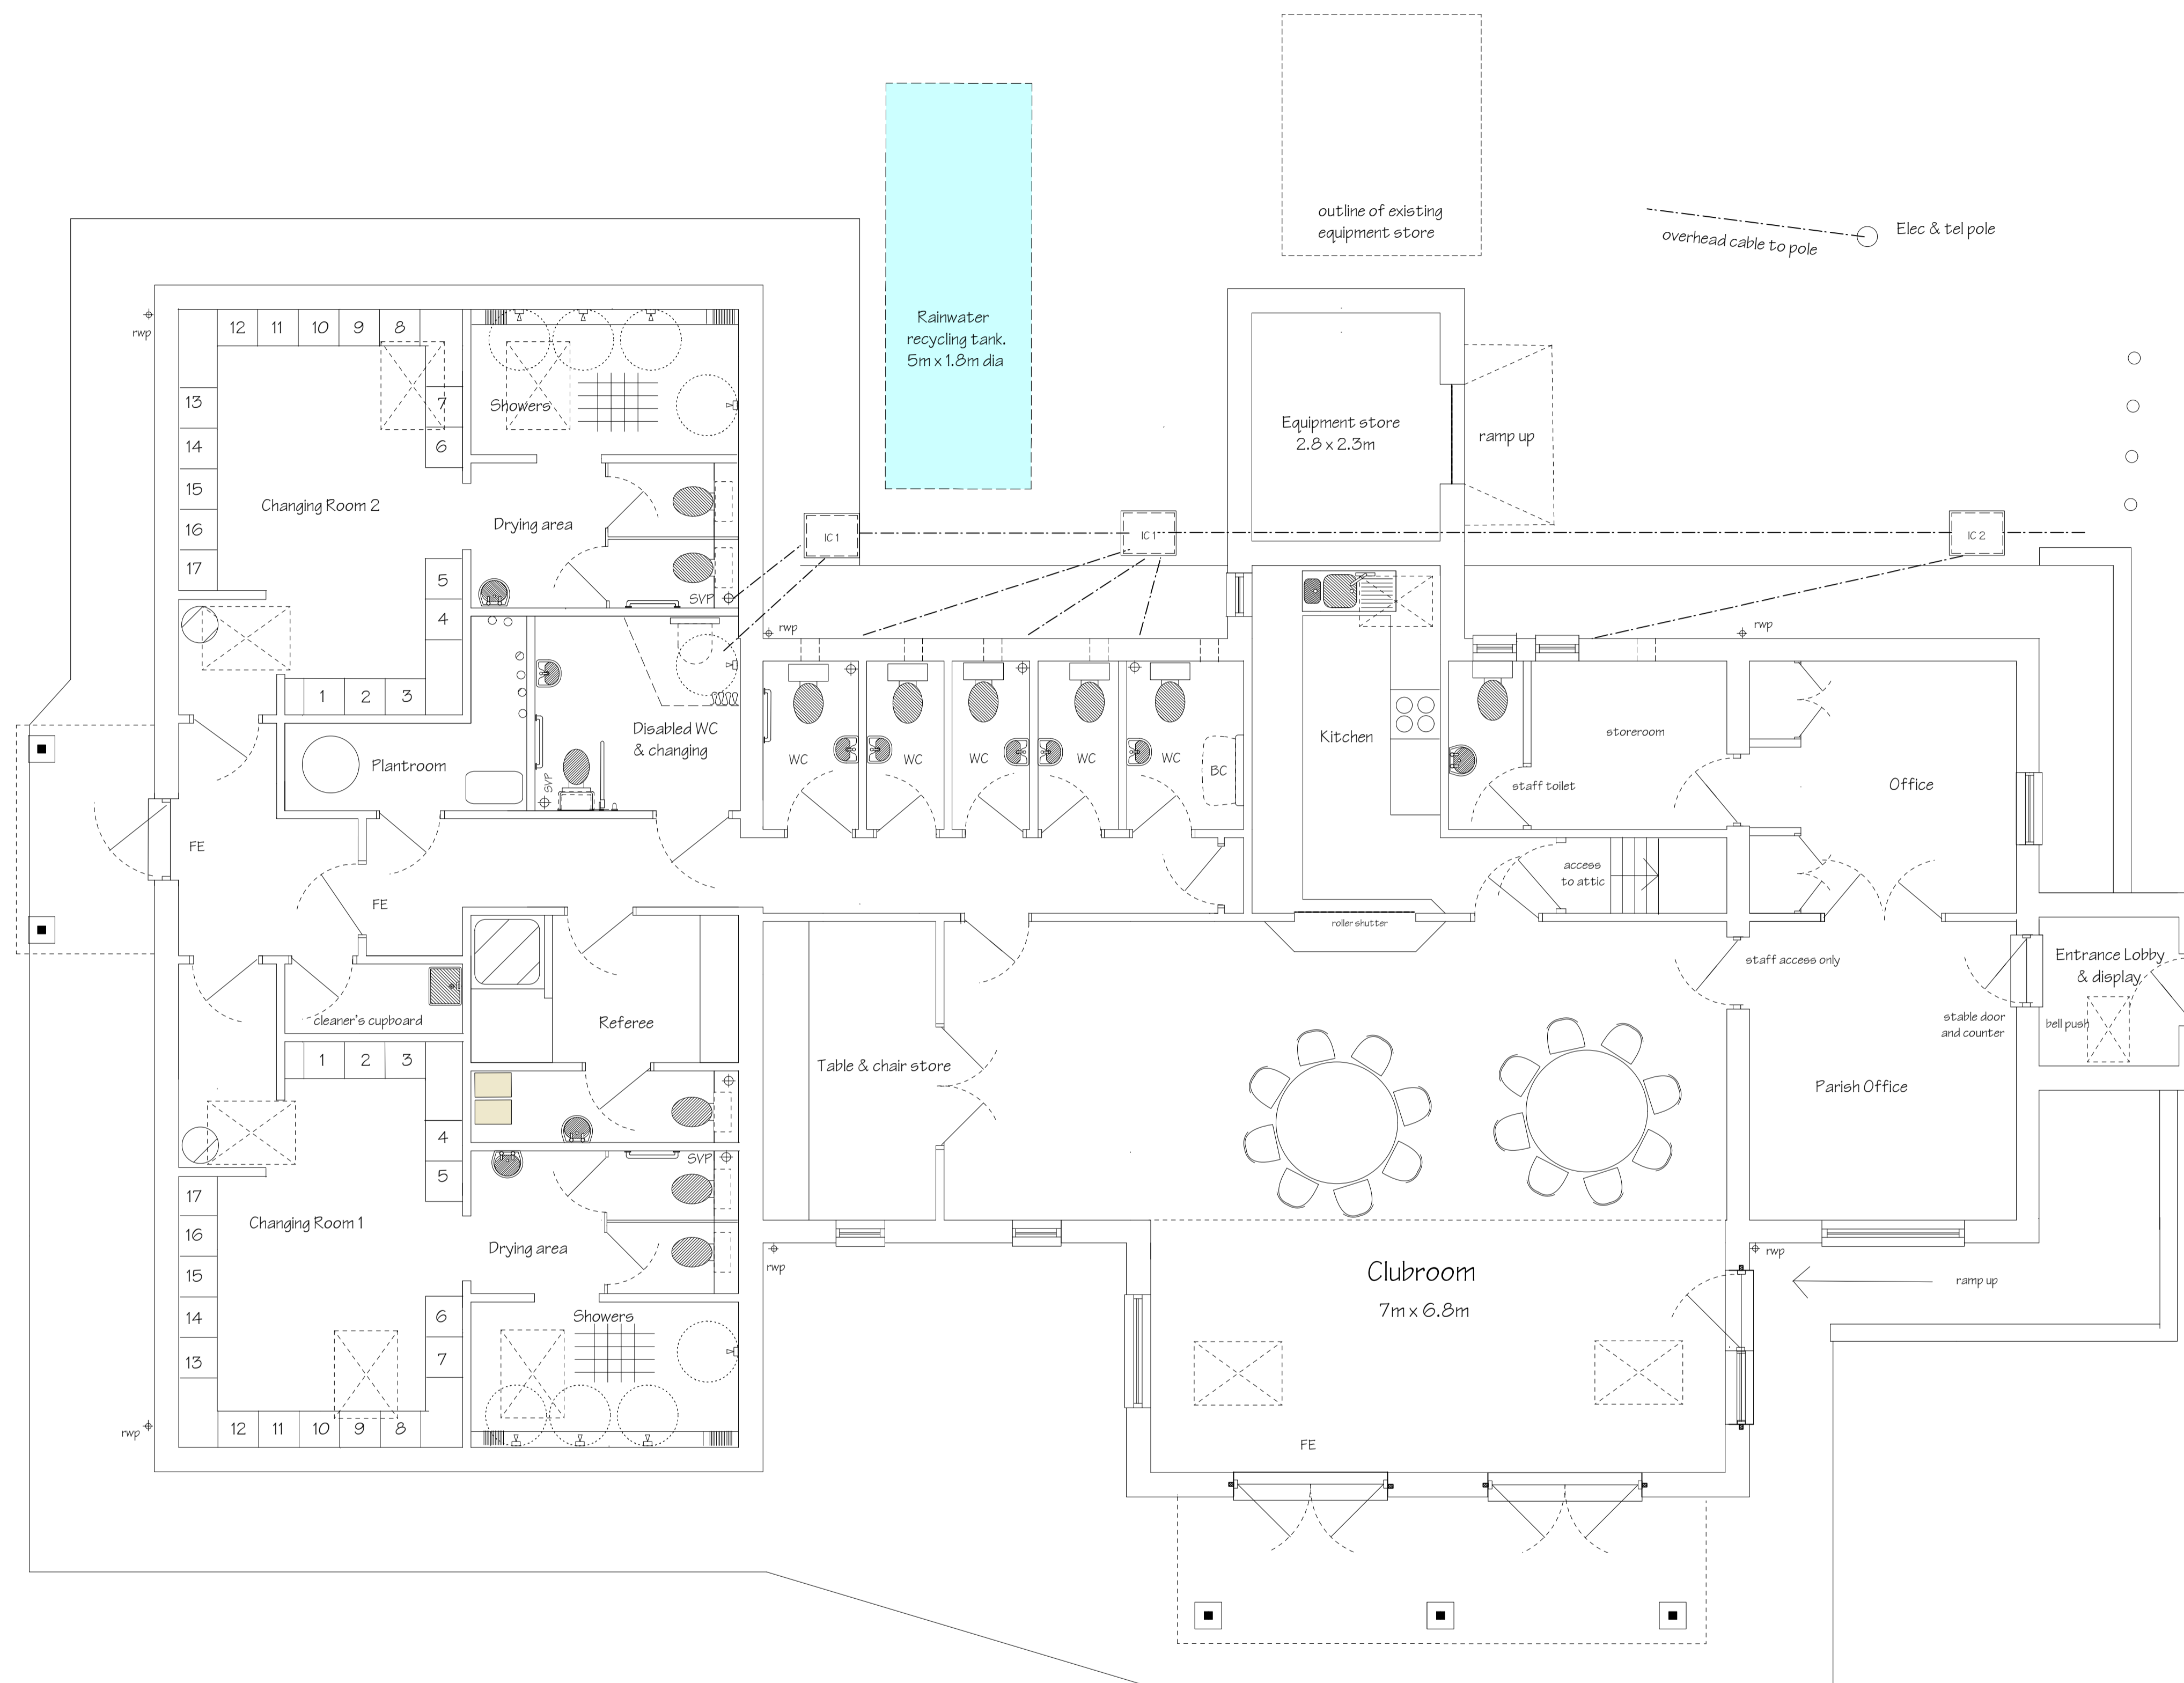 outline of existing
equipment store
overhead cable to pole
Elec & tel pole
Rainwater
recycling tank.
5m x 1.8m dia
rwp
12 11 10 9 8
13
14
15
16
17
7
6
5
4
1 2 3
Changing Room 2
Showers
Drying area
SVP
IC 1
IC 1
IC 2
Equipment store
2.8 x 2.3m
ramp up
rwp
rwp
Plantroom
SVP
Disabled WC
& changing
WC
WC
WC
WC
WC
BC
Kitchen
staff toilet
storeroom
Office
FE
FE
access
to attic
roller shutter
cleaner's cupboard
Referee
Table & chair store
staff access only
stable door
and counter
Entrance Lobby
& display
bell push
Parish Office
1 2 3
4
5
17
16
15
14
13
6
7
12 11 10 9 8
Changing Room 1
SVP
Drying area
Showers
rwp
rwp
Clubroom
7m x 6.8m
FE
rwp
ramp up